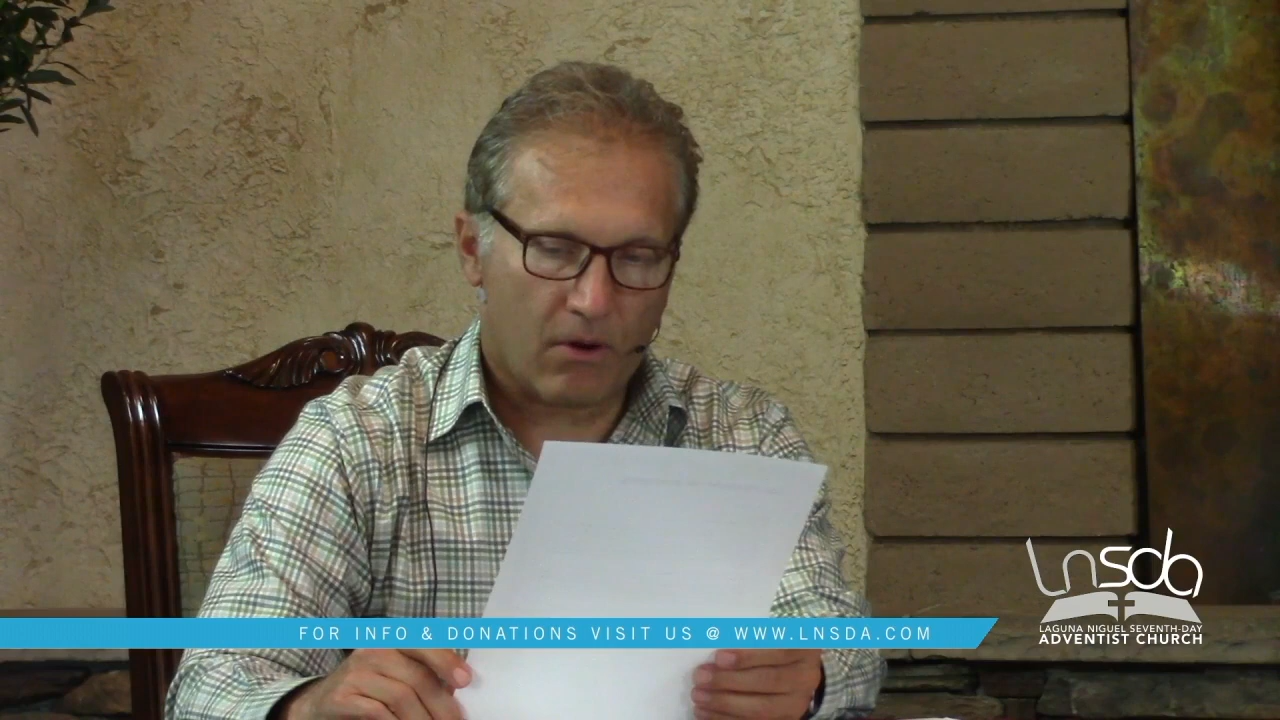 FOR INFO & DONATIONS VISIT US @ WWW.LNSDA.COM
LNSDA
LAGUNA NIGUEL SEVENTH-DAY
ADVENTIST CHURCH